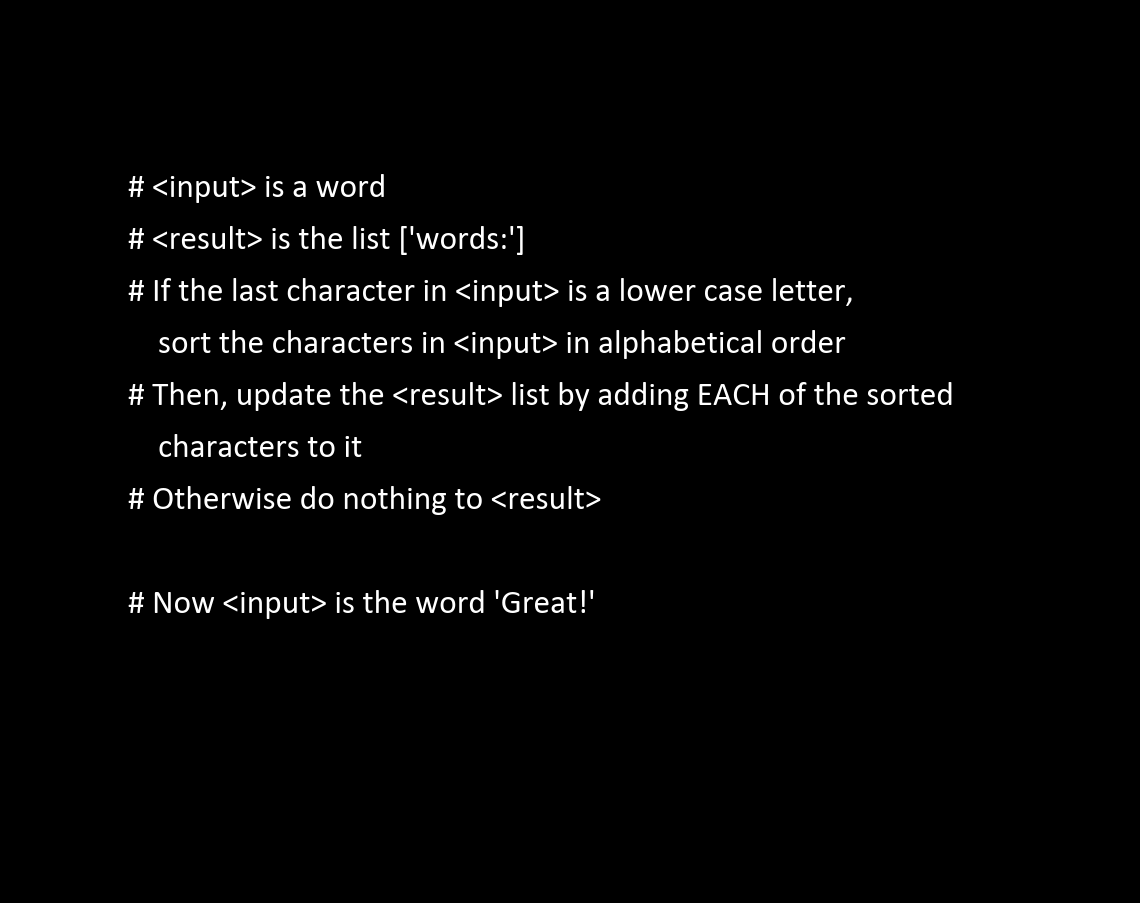 # <input> is a word
# <result> is the list ['words:']
# If the last character in <input> is a lower case letter,
sort the characters in <input> in alphabetical order
# Then, update the <result> list by adding EACH of the sorted
characters to it
# Otherwise do nothing to <result>
# Now <input> is the word 'Great!'